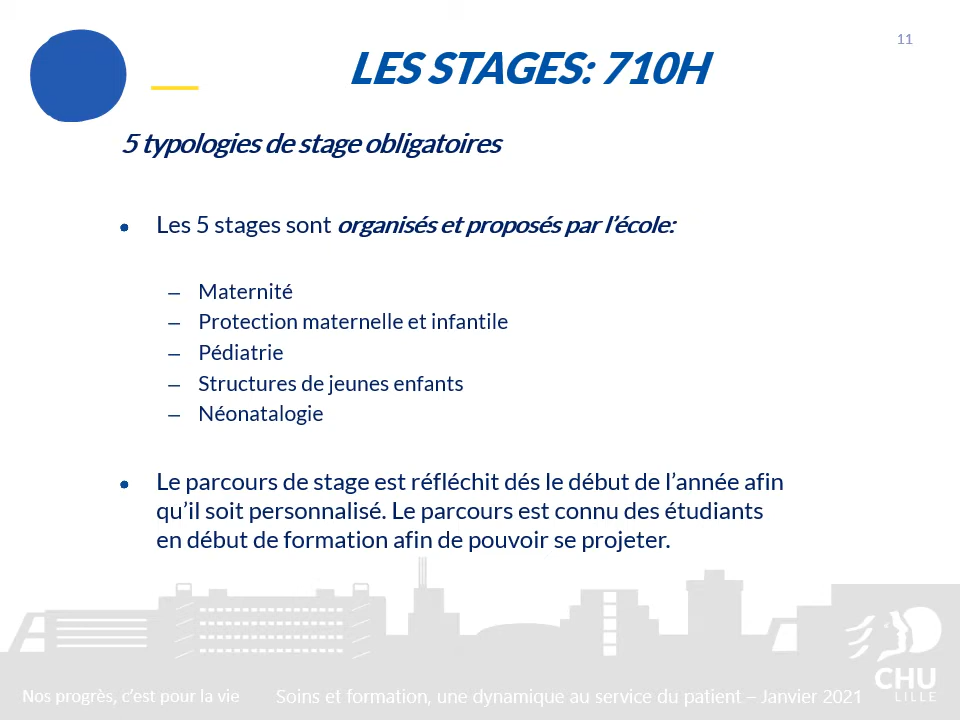 11
LES STAGES: 710H
5 typologies de stage obligatoires
• Les 5 stages sont organisés et proposés par l'école:
– Maternité
– Protection maternelle et infantile
– Pédiatrie
– Structures de jeunes enfants
– Néonatalogie
• Le parcours de stage est réfléchit dés le début de l'année afin
qu'il soit personnalisé. Le parcours est connu des étudiants
en début de formation afin de pouvoir se projeter.
Nos progrès, c'est pour la vie
Soins et formation, une dynamique au service du patient – Janvier 2021
CHU
LILLE